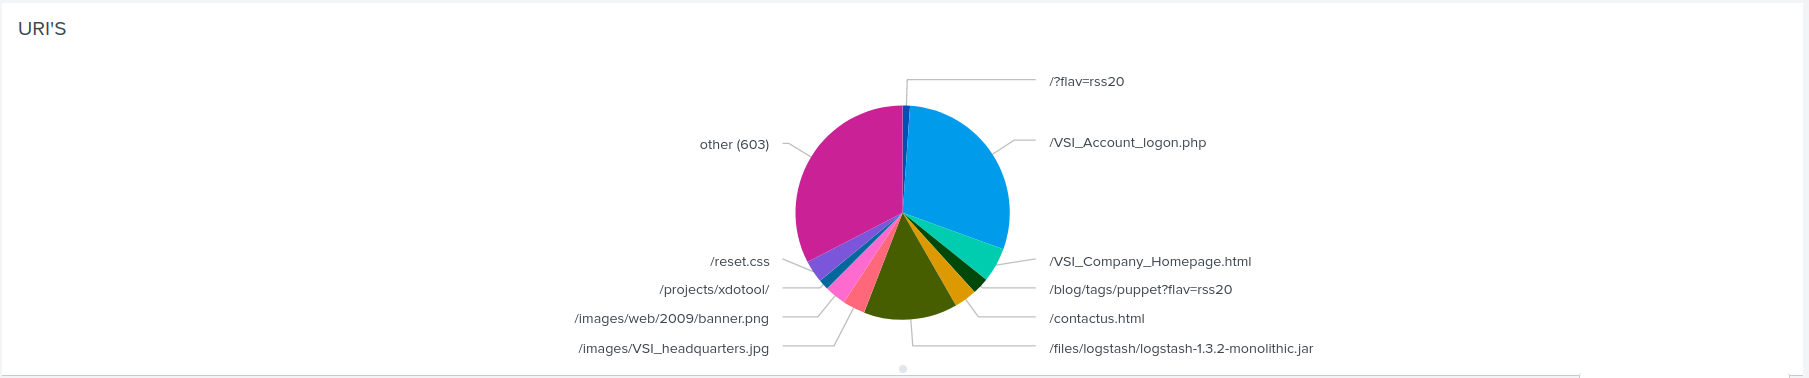 URI'S
/?flav=rss20
/VSI_Account_logon.php
other (603)
/VSI_Company_Homepage.html
/reset.css
/blog/tags/puppet?flav=rss20
/projects/xdotool/
/contactus.html
/images/web/2009/banner.png
/files/logstash/logstash-1.3.2-monolithic.jar
/images/VSI_headquarters.jpg